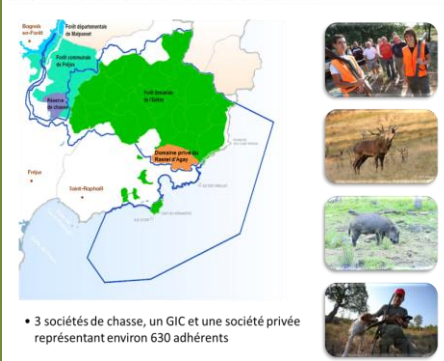 Bagnols
en-Forêt
Forêt départementale
de Malpasset
Forêt communale
de Fréjus
Réserve
de chasse
Forêt domaniale
de l'Estérel
Domaine privé du
Rastel d'Agay
Fréjus
Saint-Raphaël
• 3 sociétés de chasse, un GIC et une société privée
représentant environ 630 adhérents